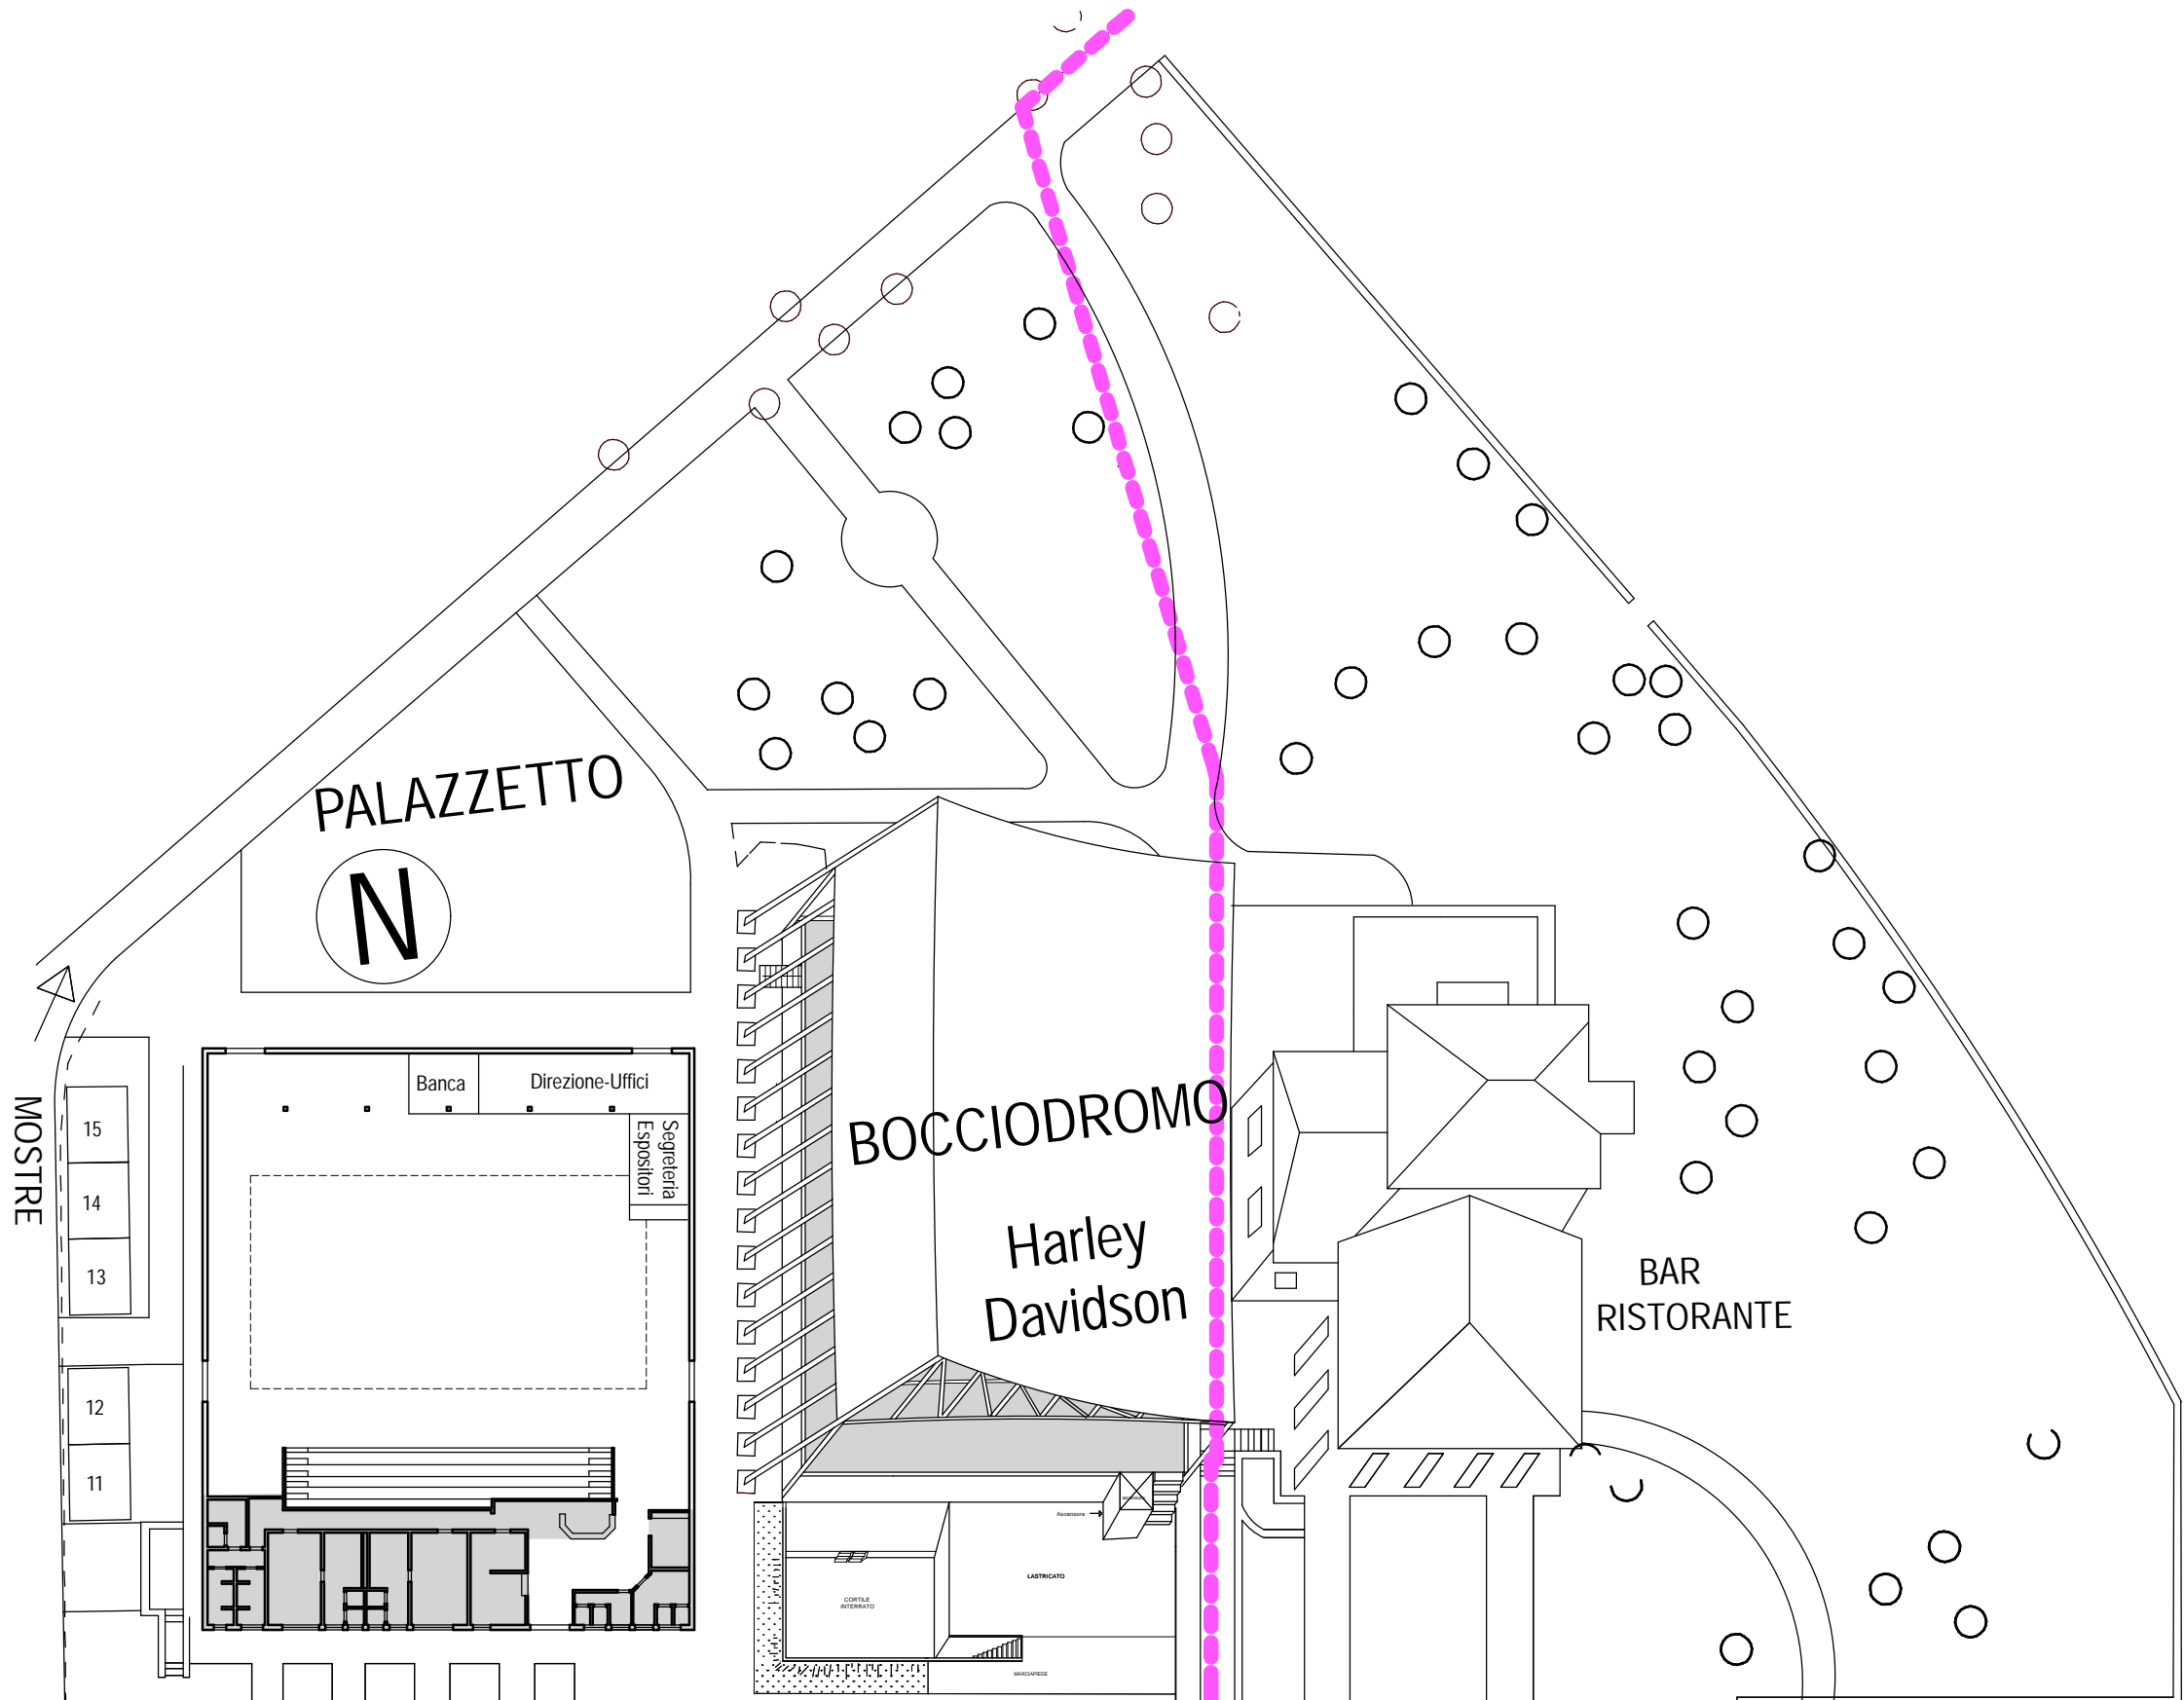 PALAZZETTO
N
MOSTRE
15
14
13
12
11
Banca
Direzione-Uffici
Segreteria
Espositori
BOCCIODROMO
Harley
Davidson
BAR
RISTORANTE
Ascensore
LASTRICATO
CORTILE
INTERRATO
MARCIAPIEDE